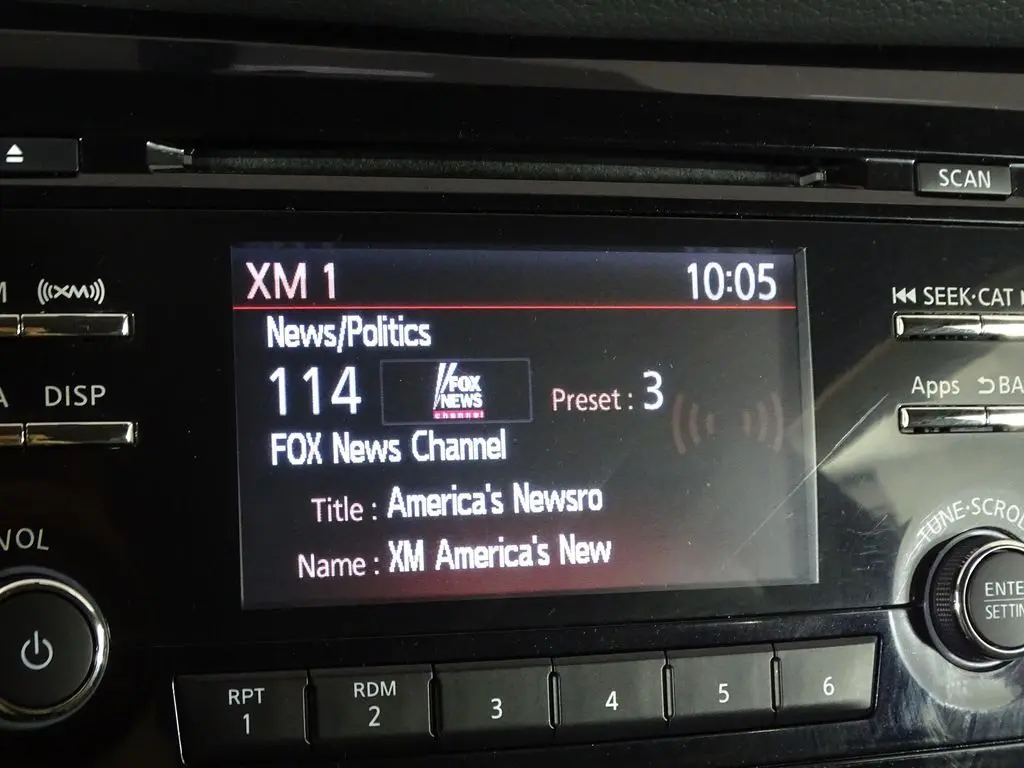 SCAN
XM 1 10:05
((XM))
SEEK·CAT
News/Politics
114 FOX NEWS channel Preset : 3
DISP
Apps
FOX News Channel
Title : America's Newsro
Name : XM America's New
VOL
TUNE·SCROL
ENTE
SETTIN
RPT 1
RDM 2
3
4
5
6